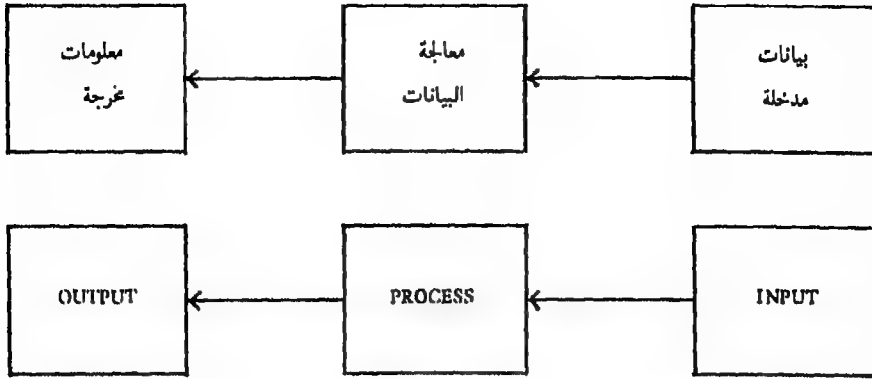 بيانات
مدخلة
معالجة
البيانات
معلومات
مخرجة
INPUT
PROCESS
OUTPUT